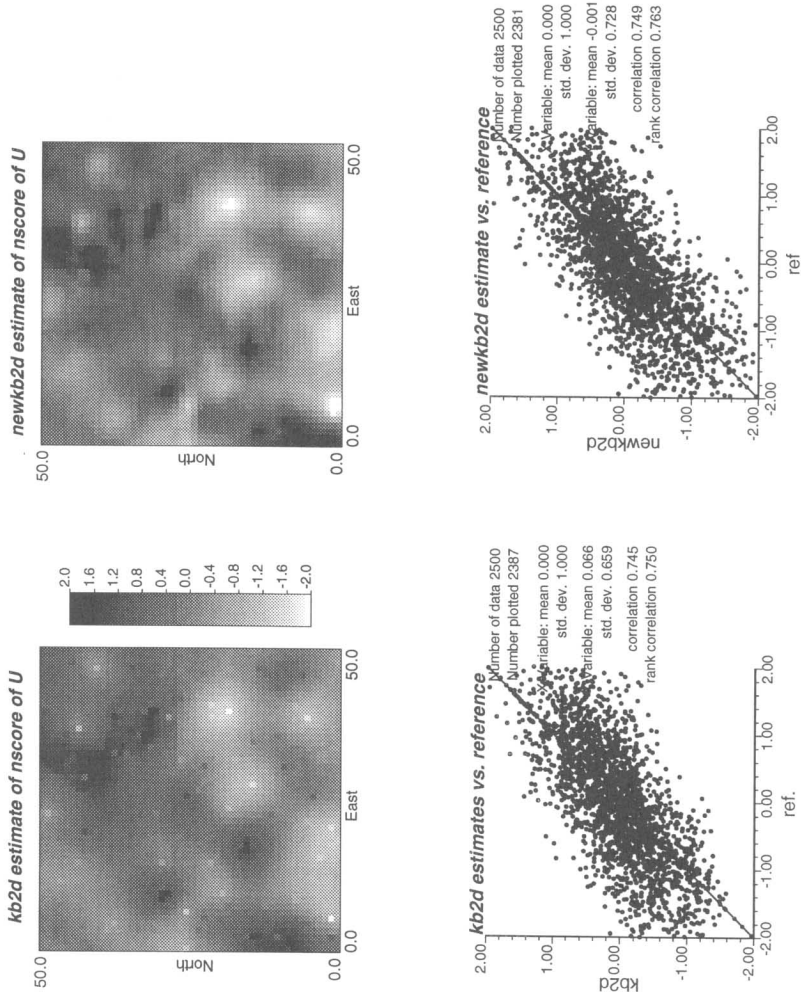 kb2d estimate of nscore of U
50.0
North
0.0
0.0
East
50.0
2.0
1.6
1.2
0.8
0.4
0.0
-0.4
-0.8
-1.2
-1.6
-2.0
newkb2d estimate of nscore of U
50.0
North
0.0
0.0
East
50.0
kb2d estimates vs. reference
2.00
1.00
0.00
-1.00
-2.00
kb2d
-2.00
-1.00
0.00
1.00
2.00
ref.
Number of data 2500
Number plotted 2387
X Variable: mean 0.000
std. dev. 1.000
Variable: mean 0.066
std. dev. 0.659
correlation 0.745
rank correlation 0.750
newkb2d estimate vs. reference
2.00
1.00
0.00
-1.00
-2.00
newkb2d
-2.00
-1.00
0.00
1.00
2.00
ref
Number of data 2500
Number plotted 2381
Variable: mean 0.000
std. dev. 1.000
Variable: mean -0.001
std. dev. 0.728
correlation 0.749
rank correlation 0.763